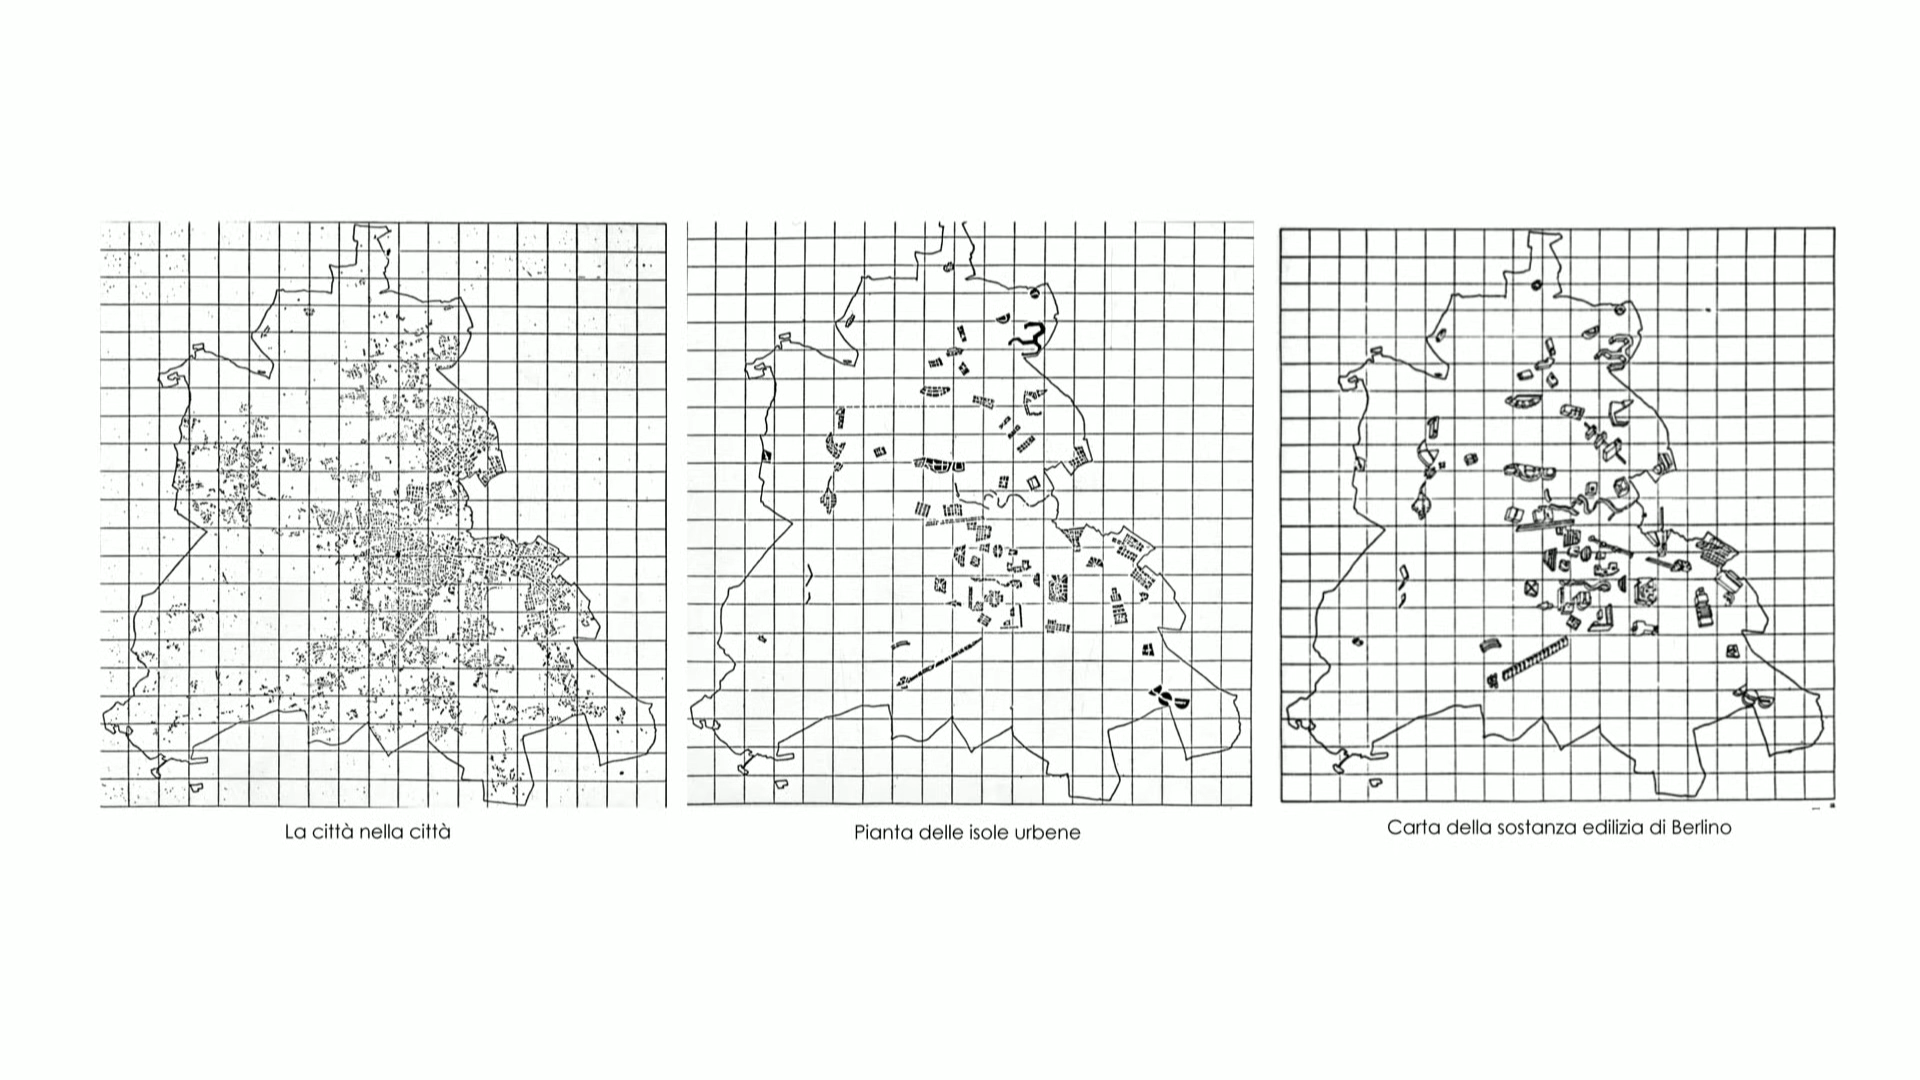 La città nella città
Pianta delle isole urbene
Carta della sostanza edilizia di Berlino